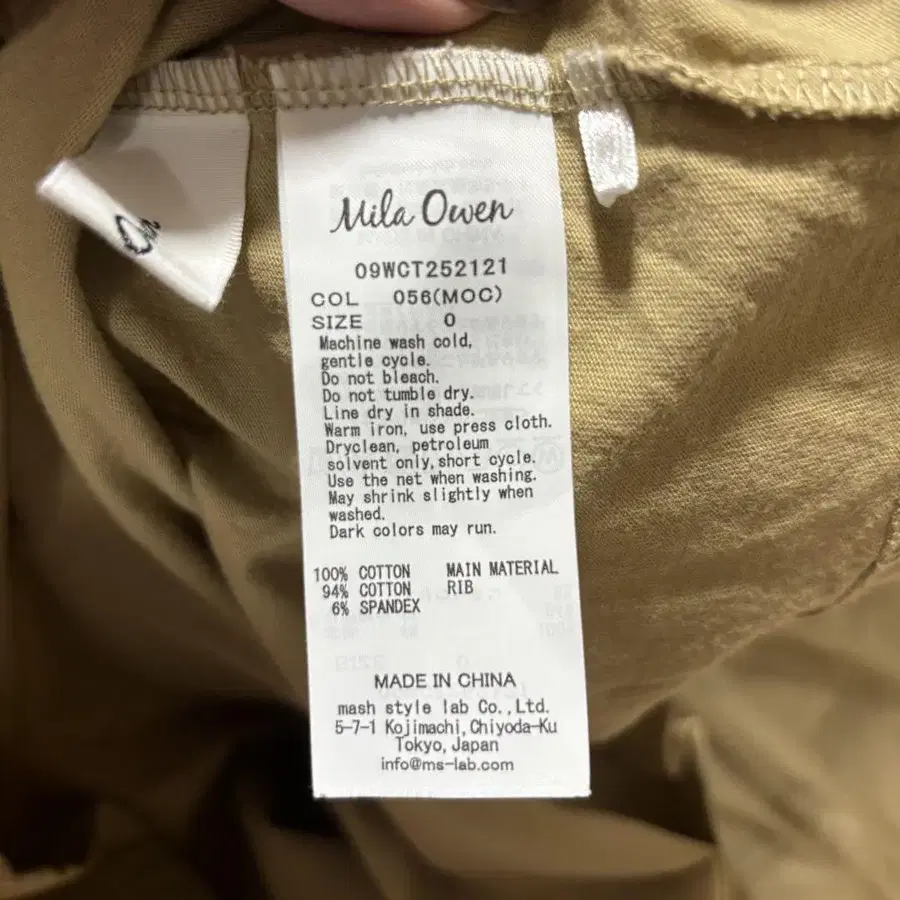 Mila Owen
09WCT252121
COL 056(MOC)
SIZE 0
Machine wash cold,
gentle cycle.
Do not bleach.
Do not tumble dry.
Line dry in shade.
Warm iron, use press cloth.
Dryclean, petroleum
solvent only, short cycle.
Use the net when washing.
May shrink slightly when
washed.
Dark colors may run.
100% COTTON MAIN MATERIAL
94% COTTON RIB
6% SPANDEX
MADE IN CHINA
mash style lab Co.,Ltd.
5-7-1 Kojimachi, Chiyoda-Ku
Tokyo, Japan
info@ms-lab.com